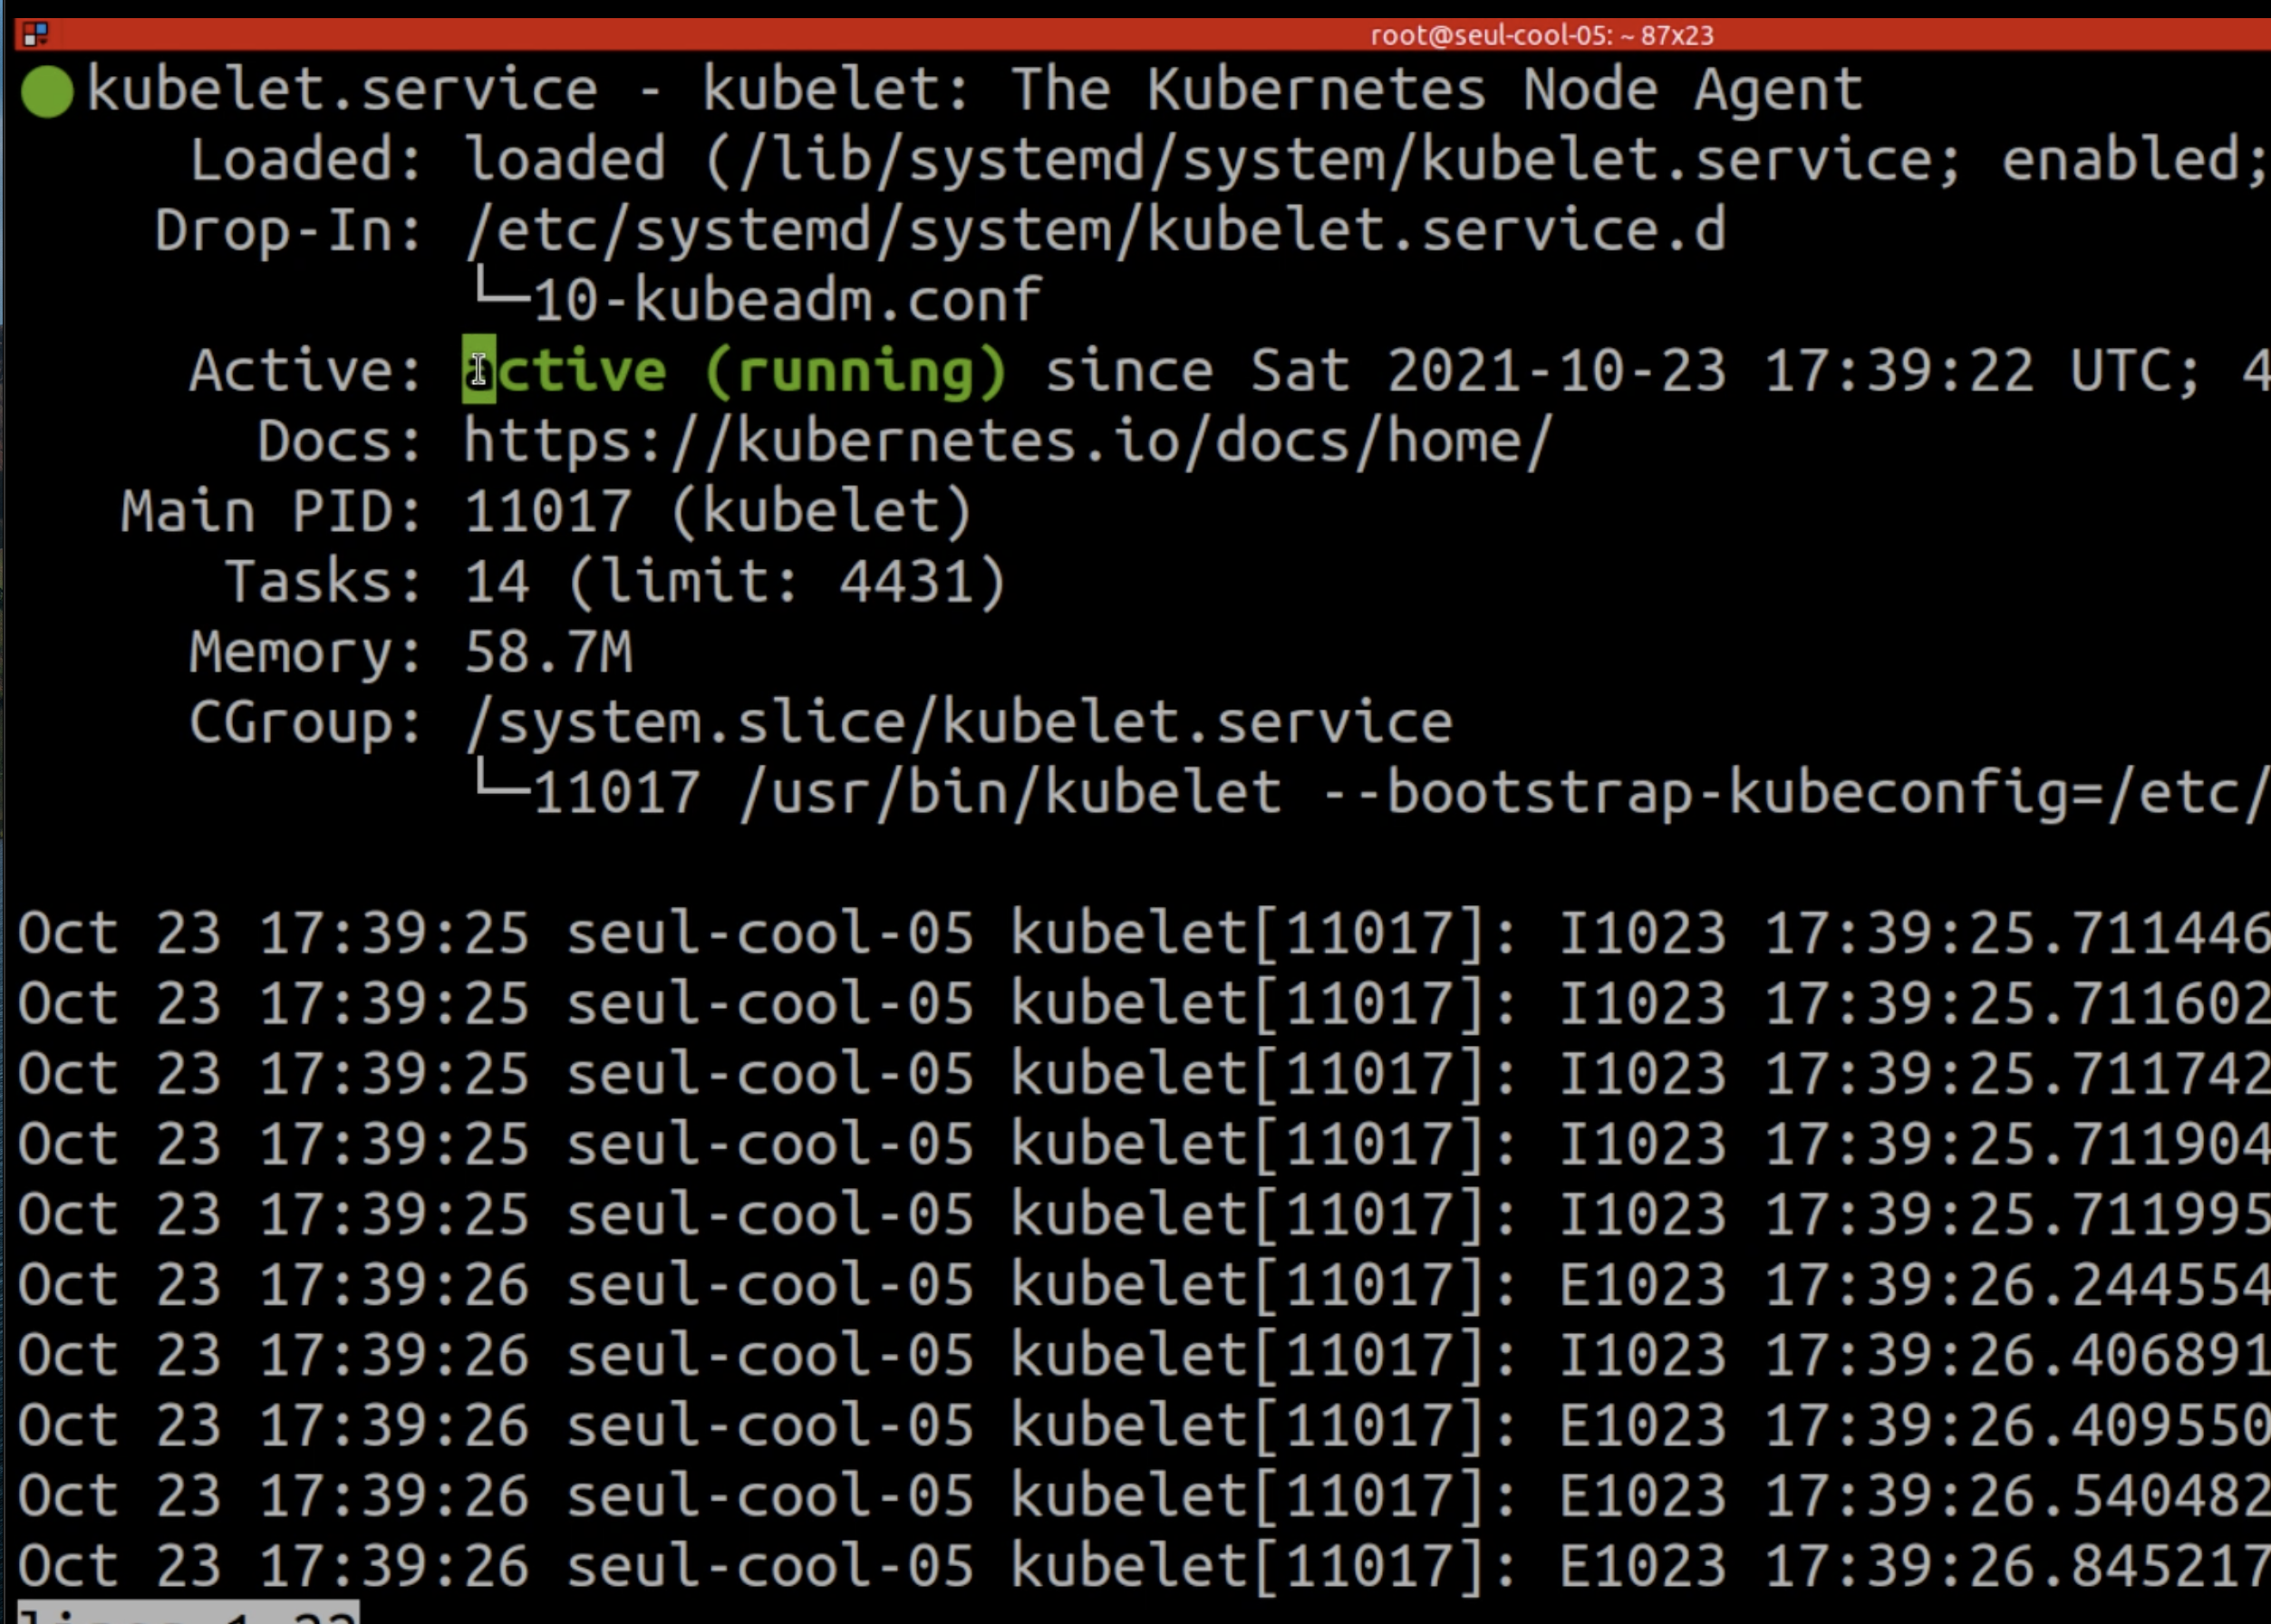 root@seul-cool-05: ~ 87x23
kubelet.service - kubelet: The Kubernetes Node Agent
Loaded: loaded (/lib/systemd/system/kubelet.service; enabled;
Drop-In: /etc/systemd/system/kubelet.service.d
└─10-kubeadm.conf
Active: active (running) since Sat 2021-10-23 17:39:22 UTC; 4
Docs: https://kubernetes.io/docs/home/
Main PID: 11017 (kubelet)
Tasks: 14 (limit: 4431)
Memory: 58.7M
CGroup: /system.slice/kubelet.service
└─11017 /usr/bin/kubelet --bootstrap-kubeconfig=/etc/
Oct 23 17:39:25 seul-cool-05 kubelet[11017]: I1023 17:39:25.711446
Oct 23 17:39:25 seul-cool-05 kubelet[11017]: I1023 17:39:25.711602
Oct 23 17:39:25 seul-cool-05 kubelet[11017]: I1023 17:39:25.711742
Oct 23 17:39:25 seul-cool-05 kubelet[11017]: I1023 17:39:25.711904
Oct 23 17:39:25 seul-cool-05 kubelet[11017]: I1023 17:39:25.711995
Oct 23 17:39:26 seul-cool-05 kubelet[11017]: E1023 17:39:26.244554
Oct 23 17:39:26 seul-cool-05 kubelet[11017]: I1023 17:39:26.406891
Oct 23 17:39:26 seul-cool-05 kubelet[11017]: E1023 17:39:26.409550
Oct 23 17:39:26 seul-cool-05 kubelet[11017]: E1023 17:39:26.540482
Oct 23 17:39:26 seul-cool-05 kubelet[11017]: E1023 17:39:26.845217
lines 1-22